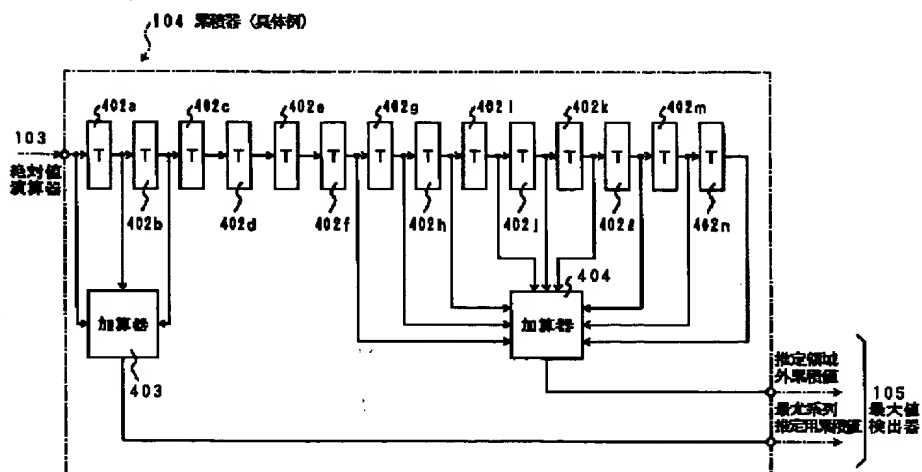 104 累積器(具体例)
402a 402c 402e 402g 402i 402k 402m
103
絶対値
演算器
T T T T T T T T T T T T T T
402b 402d 402f 402h 402j 402ℓ 402n
404
加算器 加算器
403
推定領域
外累積値
最尤系列
推定用累積値
105
最大値
検出器